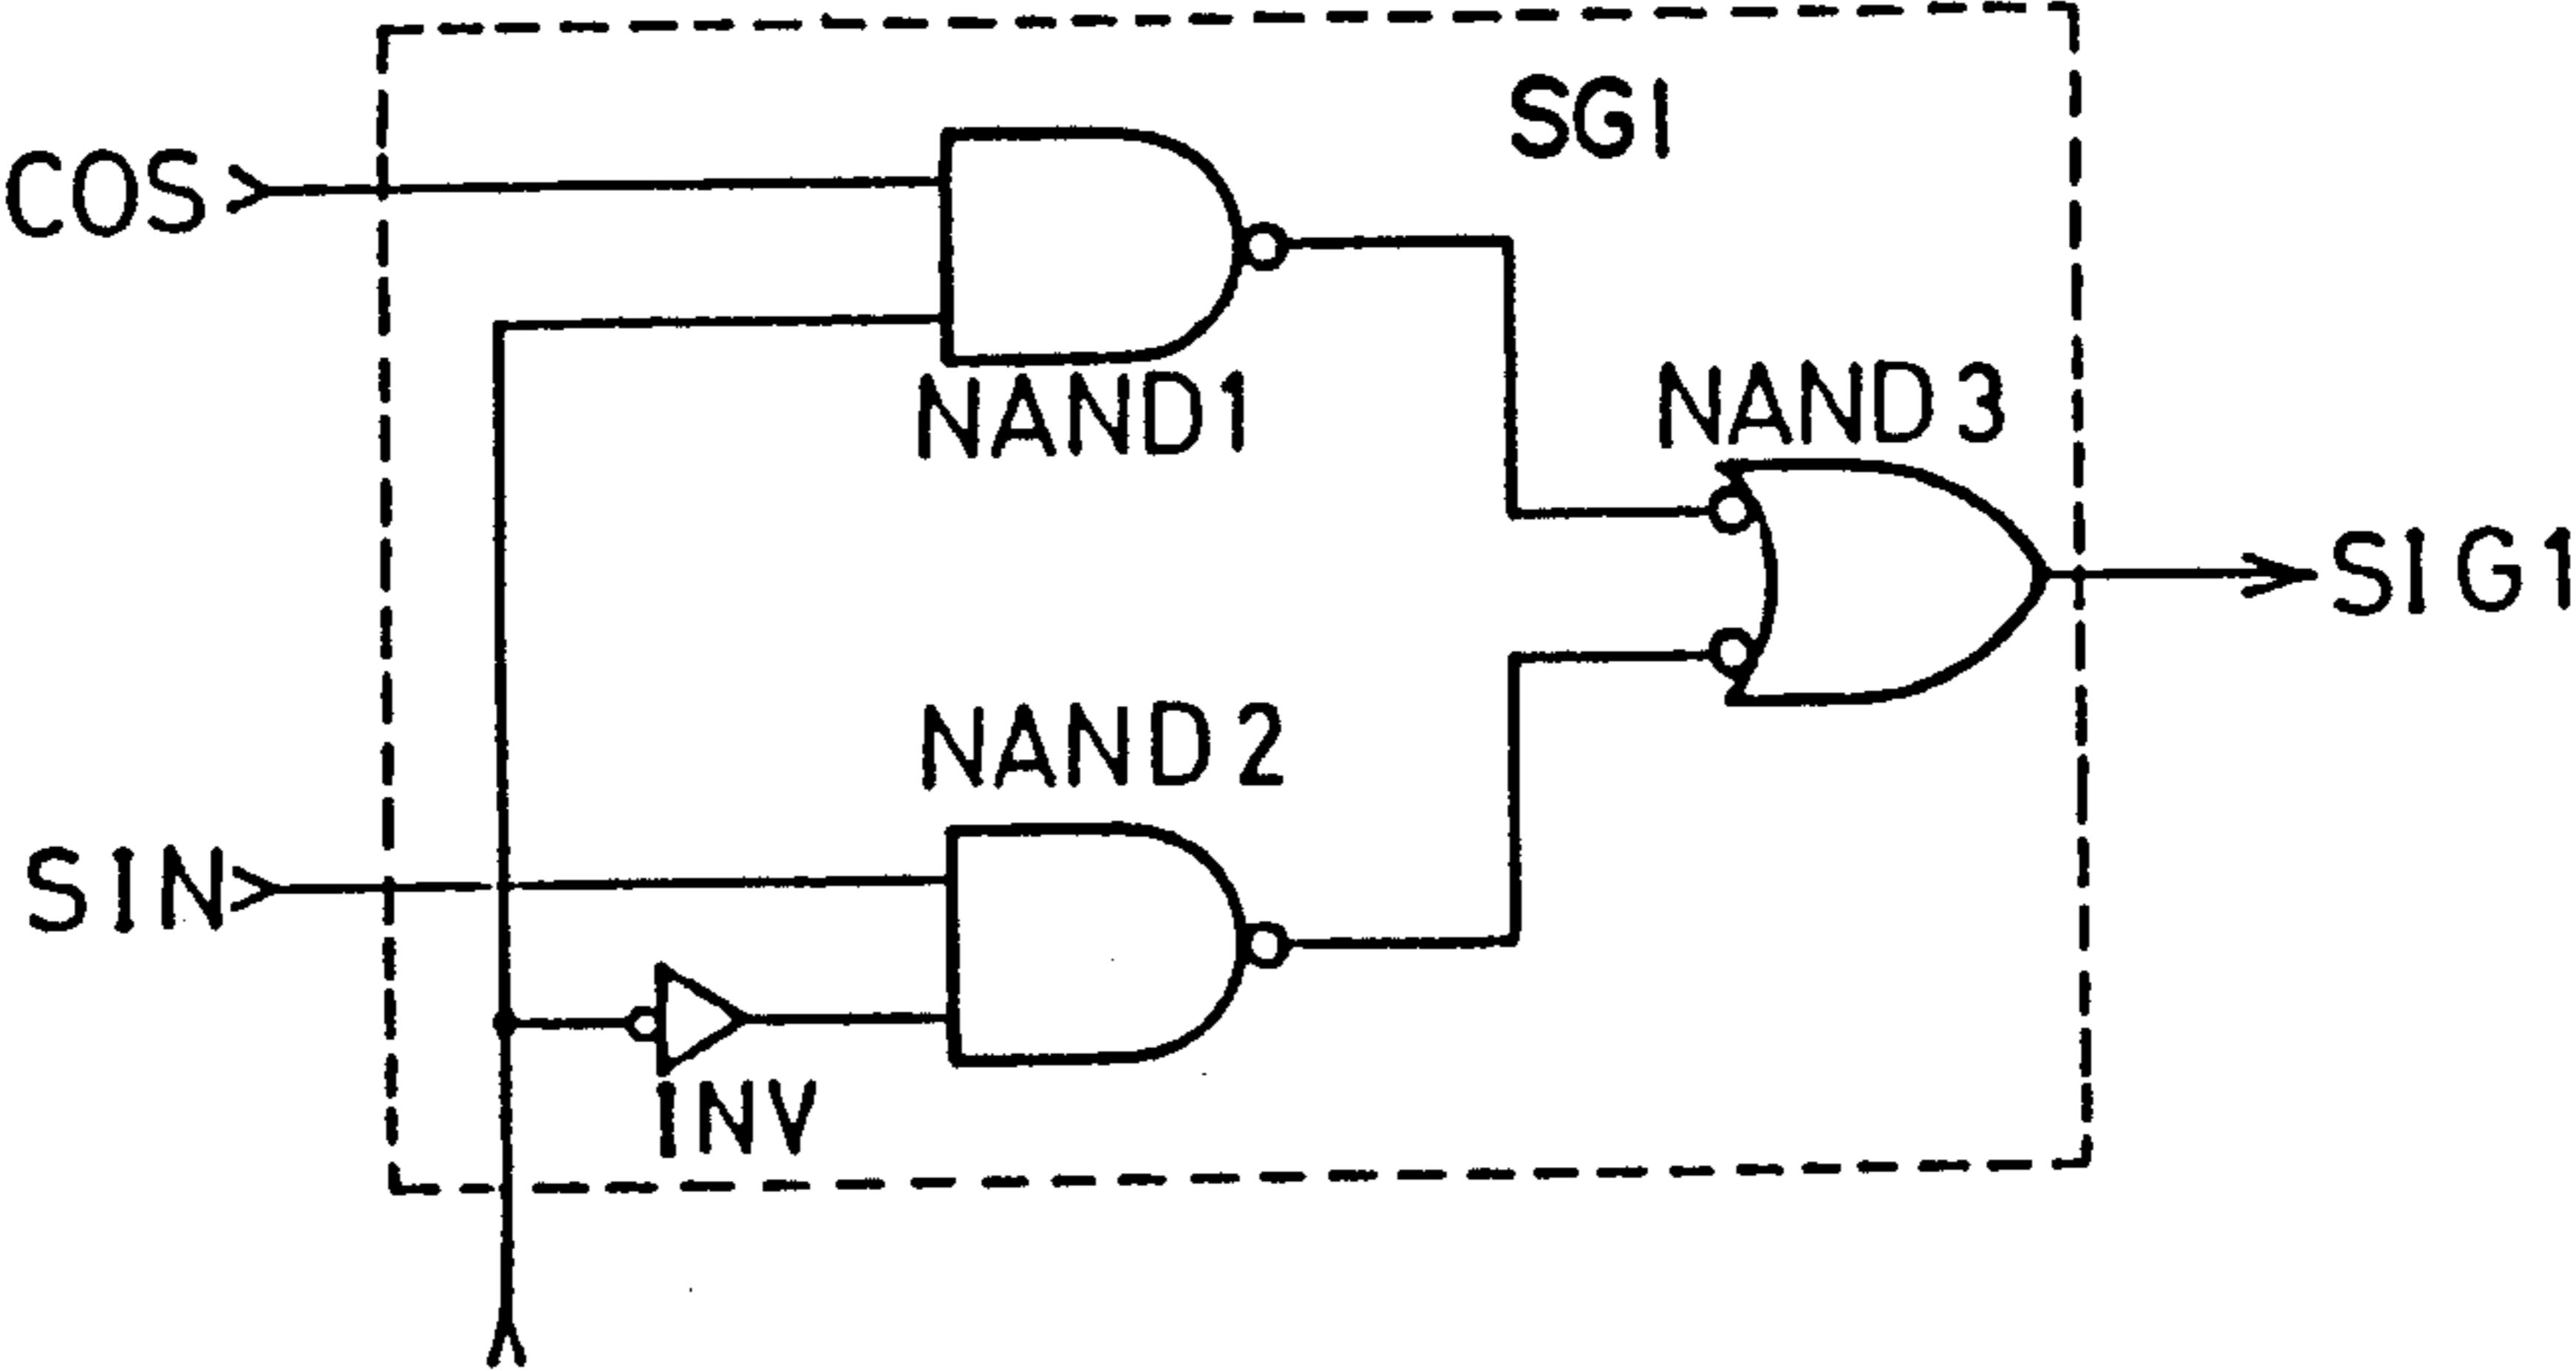 SG1
COS
NAND1
NAND3
SIG1
NAND2
SIN
INV